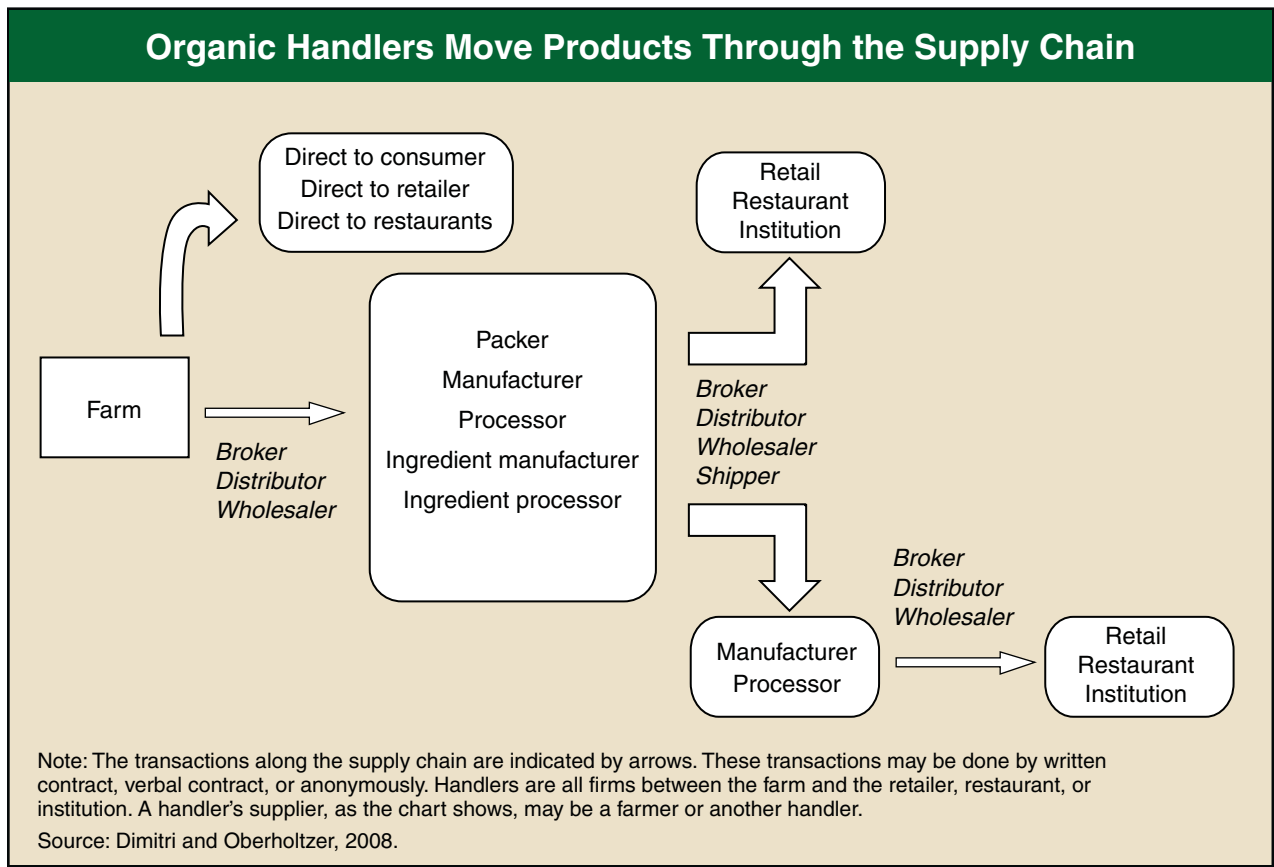 Organic Handlers Move Products Through the Supply Chain
Direct to consumer
Direct to retailer
Direct to restaurants
Retail
Restaurant
Institution
Farm
Broker
Distributor
Wholesaler
Packer
Manufacturer
Processor
Ingredient manufacturer
Ingredient processor
Broker
Distributor
Wholesaler
Shipper
Manufacturer
Processor
Broker
Distributor
Wholesaler
Retail
Restaurant
Institution
Note: The transactions along the supply chain are indicated by arrows. These transactions may be done by written
contract, verbal contract, or anonymously. Handlers are all firms between the farm and the retailer, restaurant, or
institution. A handler's supplier, as the chart shows, may be a farmer or another handler.
Source: Dimitri and Oberholtzer, 2008.